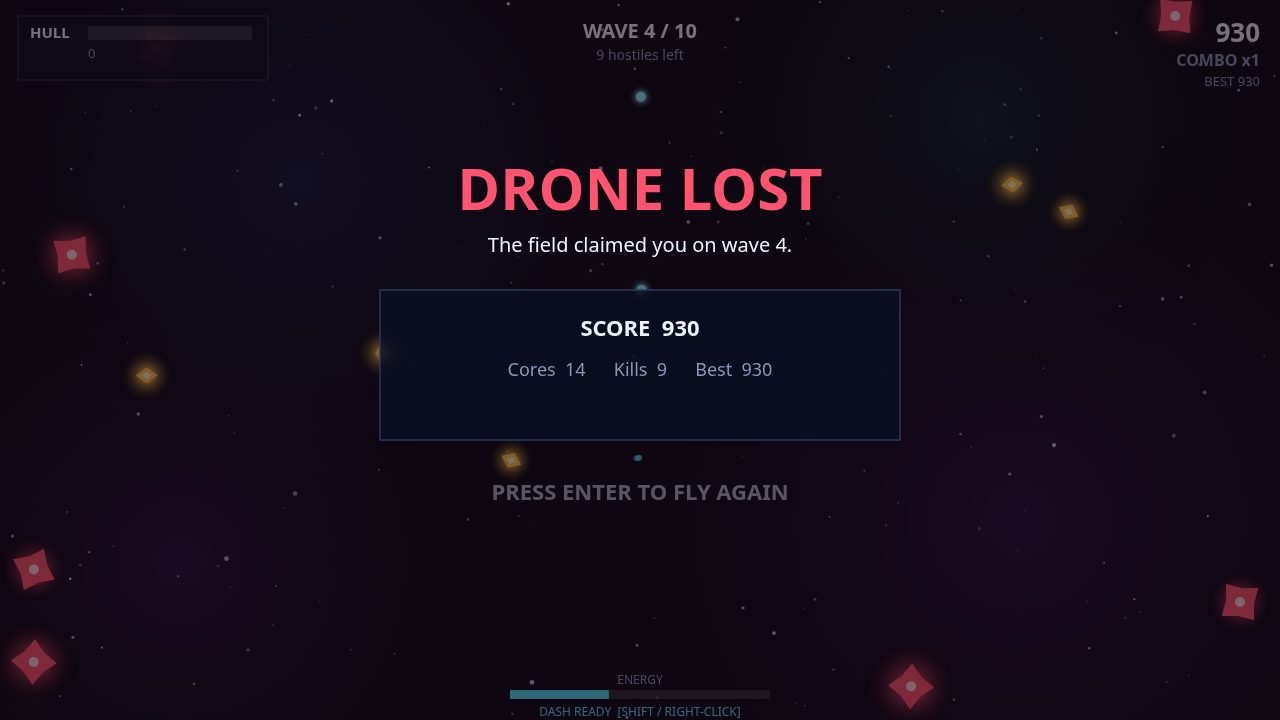 HULL
0
WAVE 4 / 10
9 hostiles left
930
COMBO x1
BEST 930
DRONE LOST
The field claimed you on wave 4.
SCORE 930
Cores 14 Kills 9 Best 930
PRESS ENTER TO FLY AGAIN
ENERGY
DASH READY [SHIFT / RIGHT-CLICK]